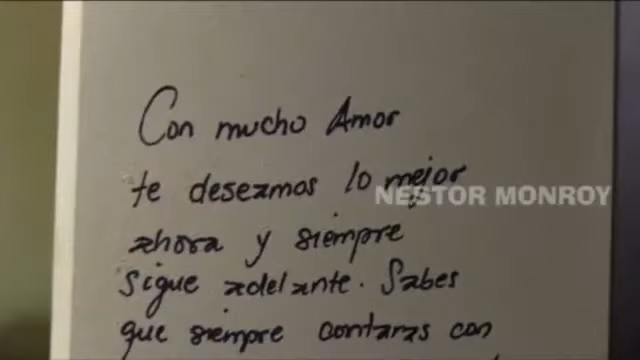 Con mucho Amor
te deseamos lo mejor
NESTOR MONROY
ahora y siempre
sigue adelante. Sabes
que siempre contaras con